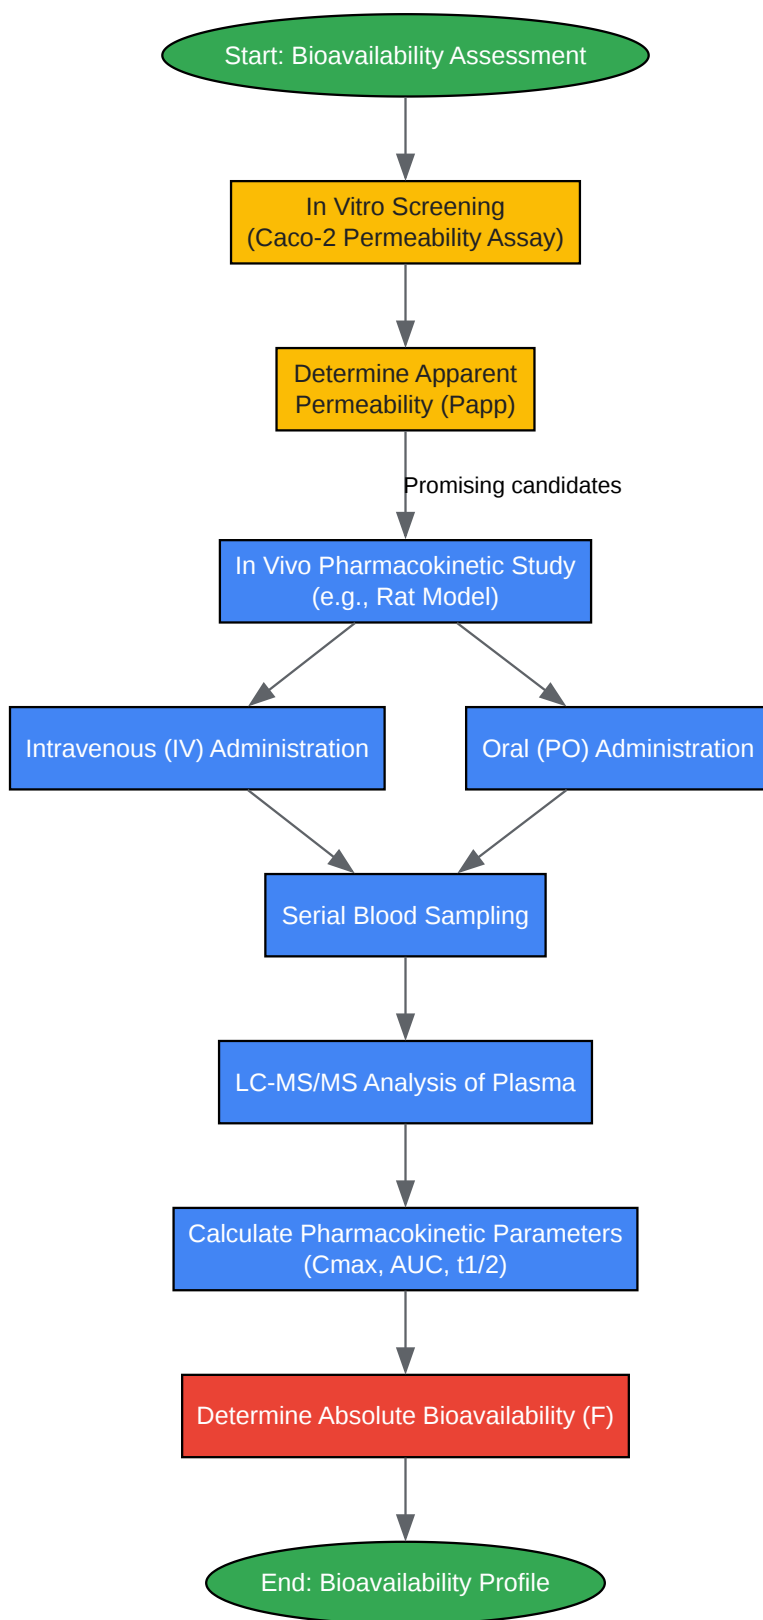 Start: Bioavailability Assessment
In Vitro Screening
(Caco-2 Permeability Assay)
Determine Apparent
Permeability (Papp)
Promising candidates
In Vivo Pharmacokinetic Study
(e.g., Rat Model)
Intravenous (IV) Administration
Oral (PO) Administration
Serial Blood Sampling
LC-MS/MS Analysis of Plasma
Calculate Pharmacokinetic Parameters
(Cmax, AUC, t1/2)
Determine Absolute Bioavailability (F)
End: Bioavailability Profile